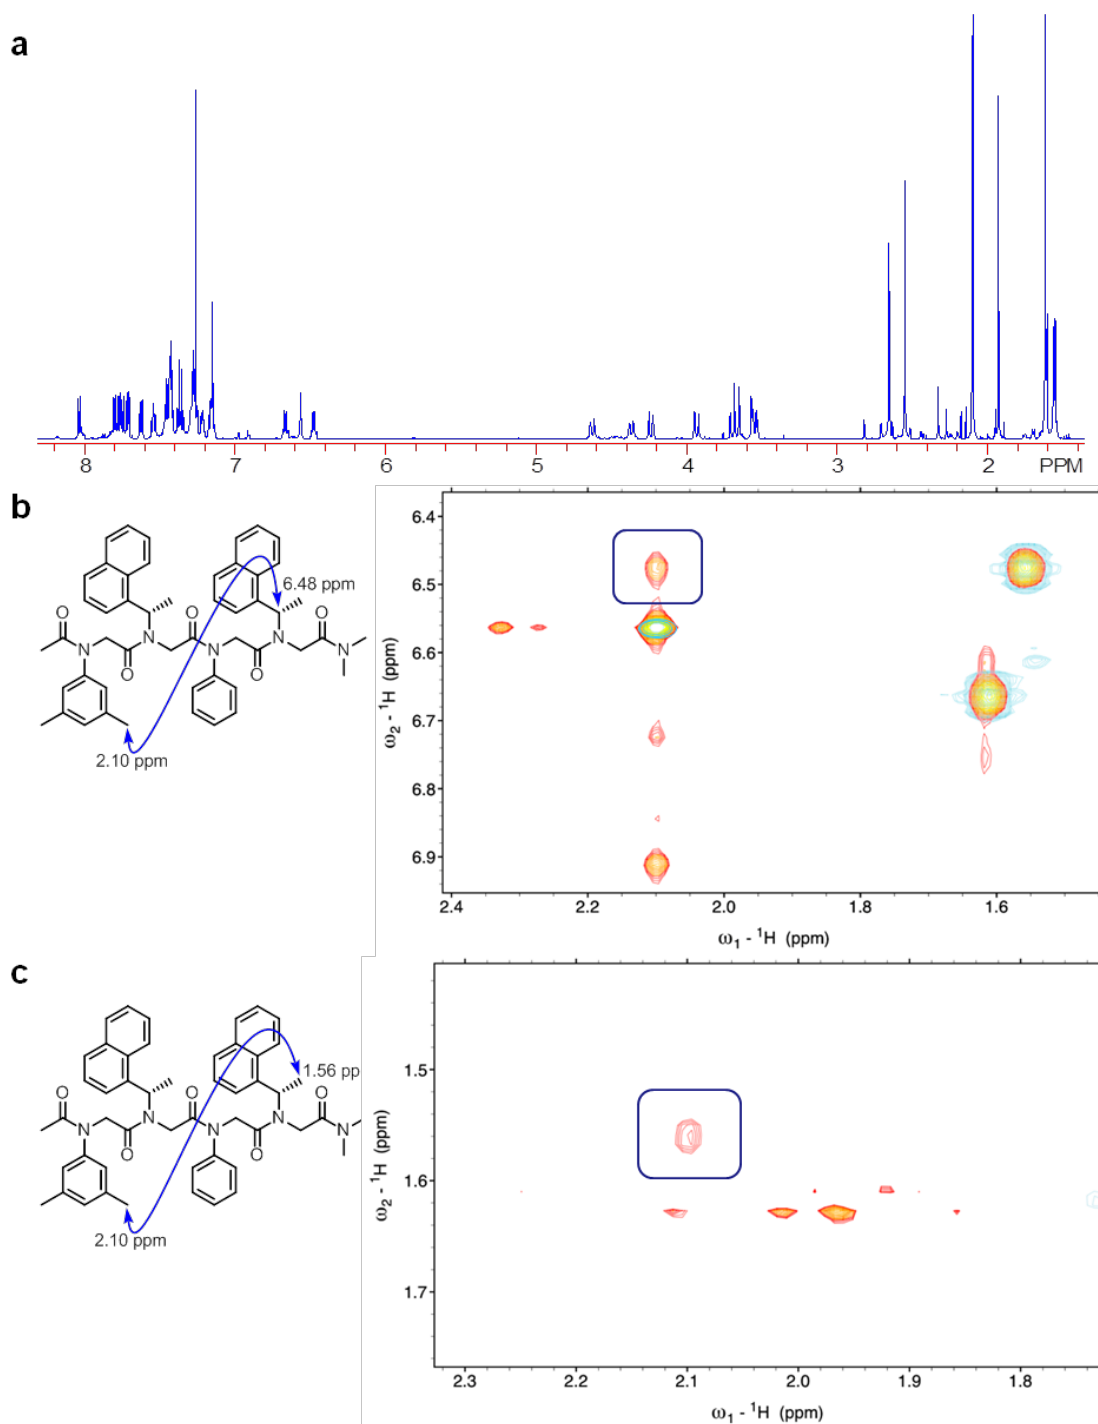 a
8 7 6 5 4 3 2 PPM
b
6.48 ppm
O
O
O
N
N
N
N
N
O
O
2.10 ppm
6.4
6.5
6.6
6.7
6.8
6.9
ω2 - 1H (ppm)
2.4 2.2 2.0 1.8 1.6
ω1 - 1H (ppm)
c
1.56 pp
O
O
O
N
N
N
N
N
O
O
2.10 ppm
1.5
1.6
1.7
ω2 - 1H (ppm)
2.3 2.2 2.1 2.0 1.9 1.8
ω1 - 1H (ppm)